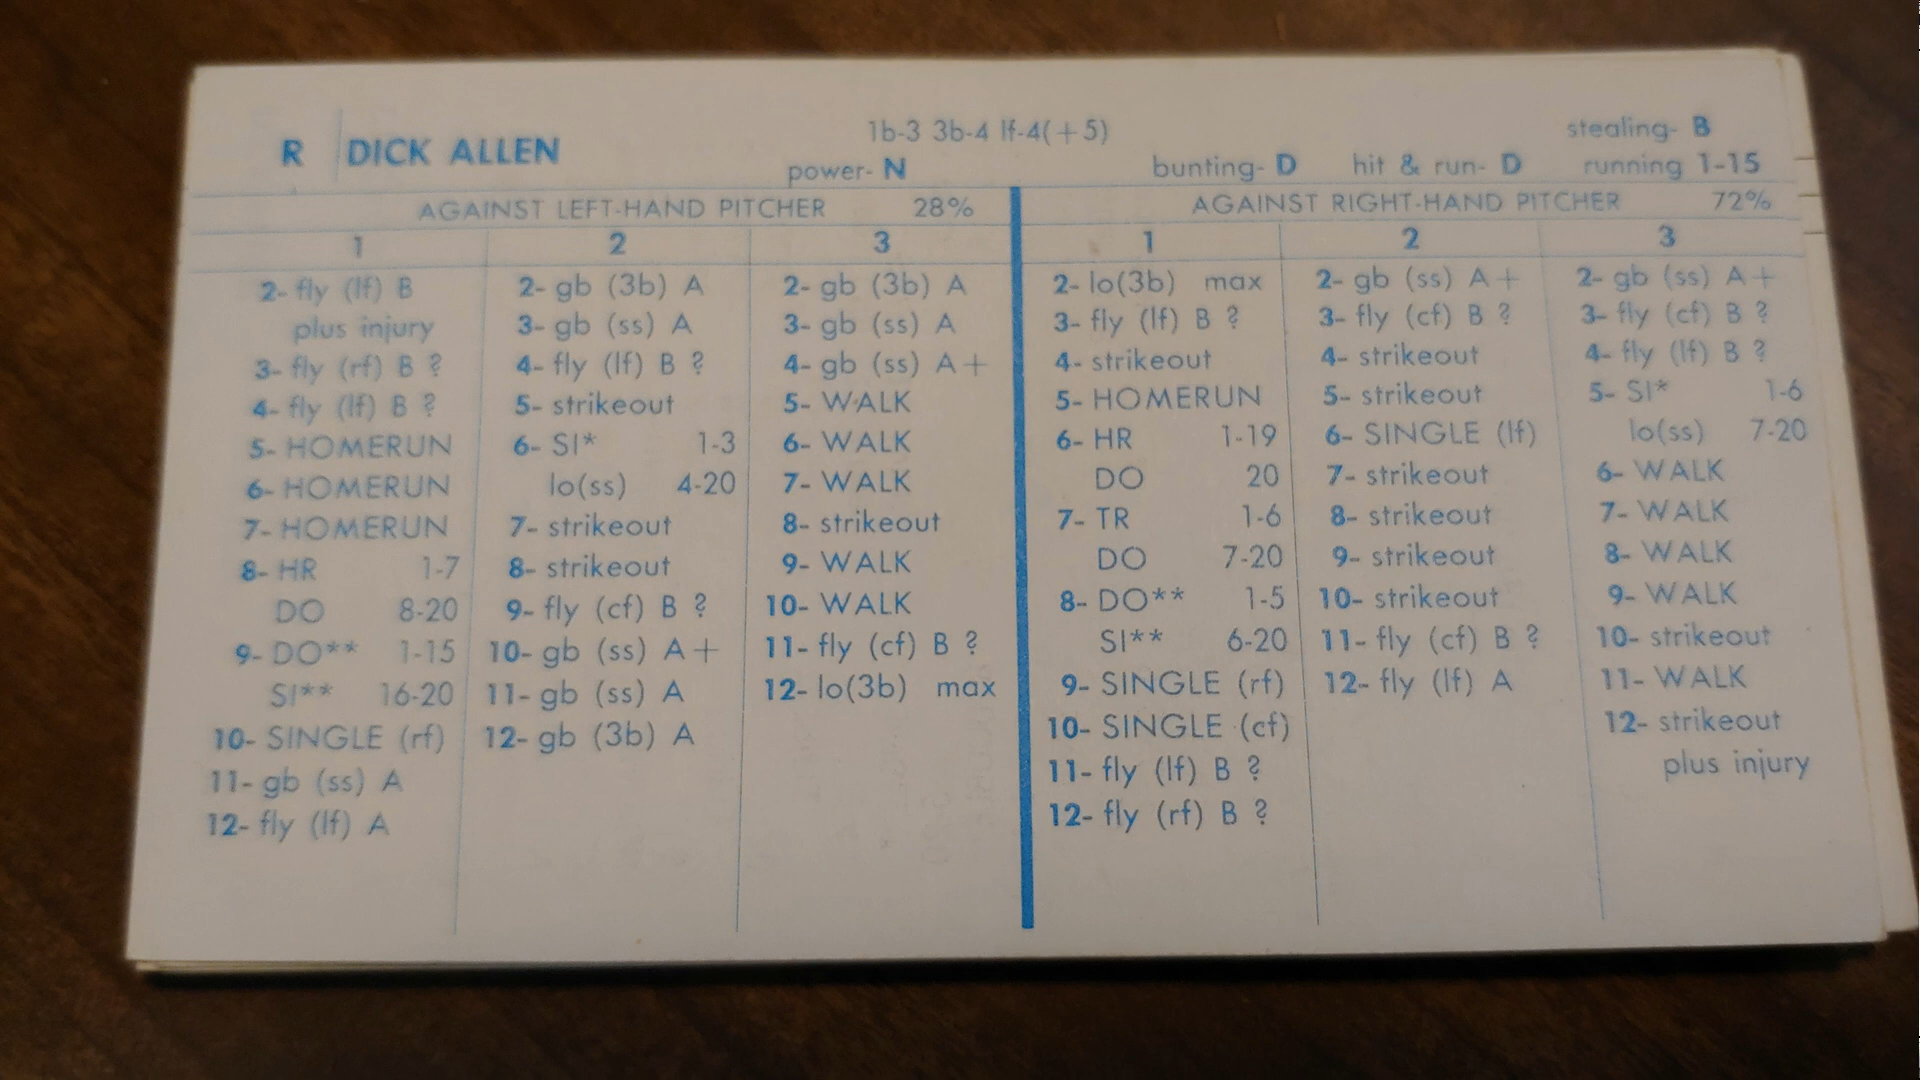 1b-3 3b-4 lf-4(+5) stealing- B
R DICK ALLEN power- N bunting- D hit & run- D running 1-15
AGAINST LEFT-HAND PITCHER 28%
1 2 3
2- fly (lf) B
plus injury
3- fly (rf) B ?
4- fly (lf) B ?
5- HOMERUN
6- HOMERUN
7- HOMERUN
8- HR 1-7
DO 8-20
9- DO** 1-15
SI** 16-20
10- SINGLE (rf)
11- gb (ss) A
12- fly (lf) A
2- gb (3b) A
3- gb (ss) A
4- fly (lf) B ?
5- strikeout
6- SI* 1-3
lo(ss) 4-20
7- strikeout
8- strikeout
9- fly (cf) B ?
10- gb (ss) A+
11- gb (ss) A
12- gb (3b) A
2- gb (3b) A
3- gb (ss) A
4- gb (ss) A+
5- WALK
6- WALK
7- WALK
8- strikeout
9- WALK
10- WALK
11- fly (cf) B ?
12- lo(3b) max
AGAINST RIGHT-HAND PITCHER 72%
1 2 3
2- lo(3b) max
3- fly (lf) B ?
4- strikeout
5- HOMERUN
6- HR 1-19
DO 20
7- TR 1-6
DO 7-20
8- DO** 1-5
SI** 6-20
9- SINGLE (rf)
10- SINGLE (cf)
11- fly (lf) B ?
12- fly (rf) B ?
2- gb (ss) A+
3- fly (cf) B ?
4- strikeout
5- strikeout
6- SINGLE (lf)
7- strikeout
8- strikeout
9- strikeout
10- strikeout
11- fly (cf) B ?
12- fly (lf) A
2- gb (ss) A+
3- fly (cf) B ?
4- fly (lf) B ?
5- SI* 1-6
lo(ss) 7-20
6- WALK
7- WALK
8- WALK
9- WALK
10- strikeout
11- WALK
12- strikeout
plus injury